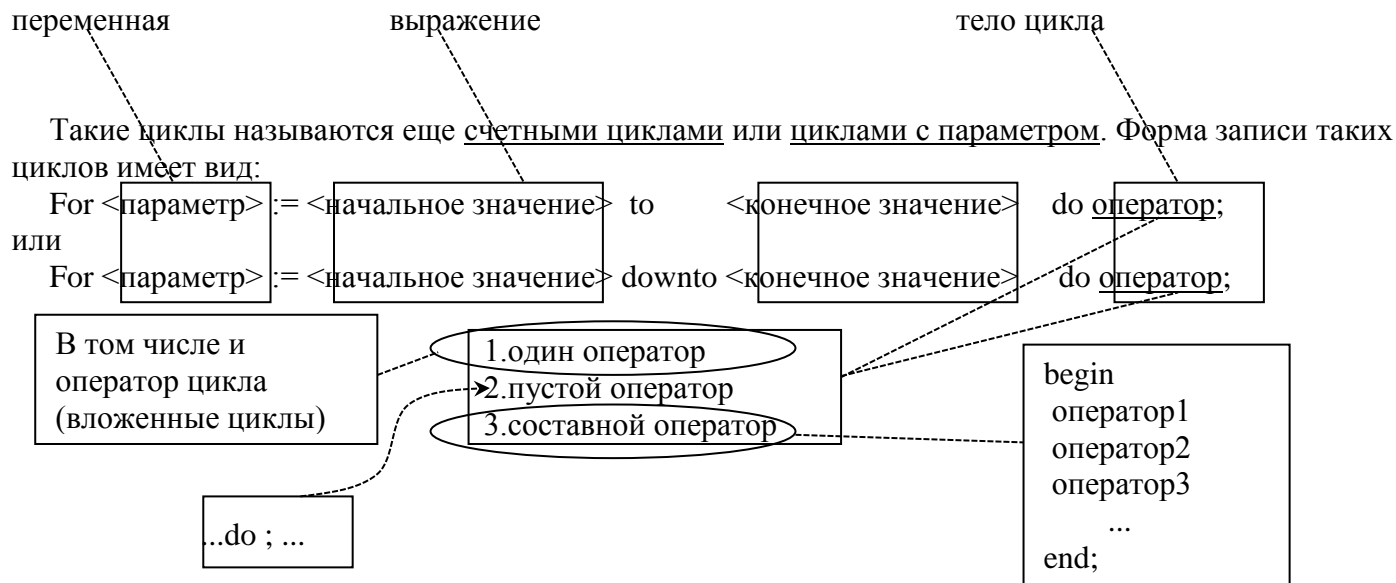 переменная выражение тело цикла
Такие циклы называются еще счетными циклами или циклами с параметром. Форма записи таких
циклов имеет вид:
For <параметр> := <начальное значение> to <конечное значение> do оператор;
или
For <параметр> := <начальное значение> downto <конечное значение> do оператор;
В том числе и
оператор цикла
(вложенные циклы)
1.один оператор
2.пустой оператор
3.составной оператор
begin
оператор1
оператор2
оператор3
...
end;
...do ; ...